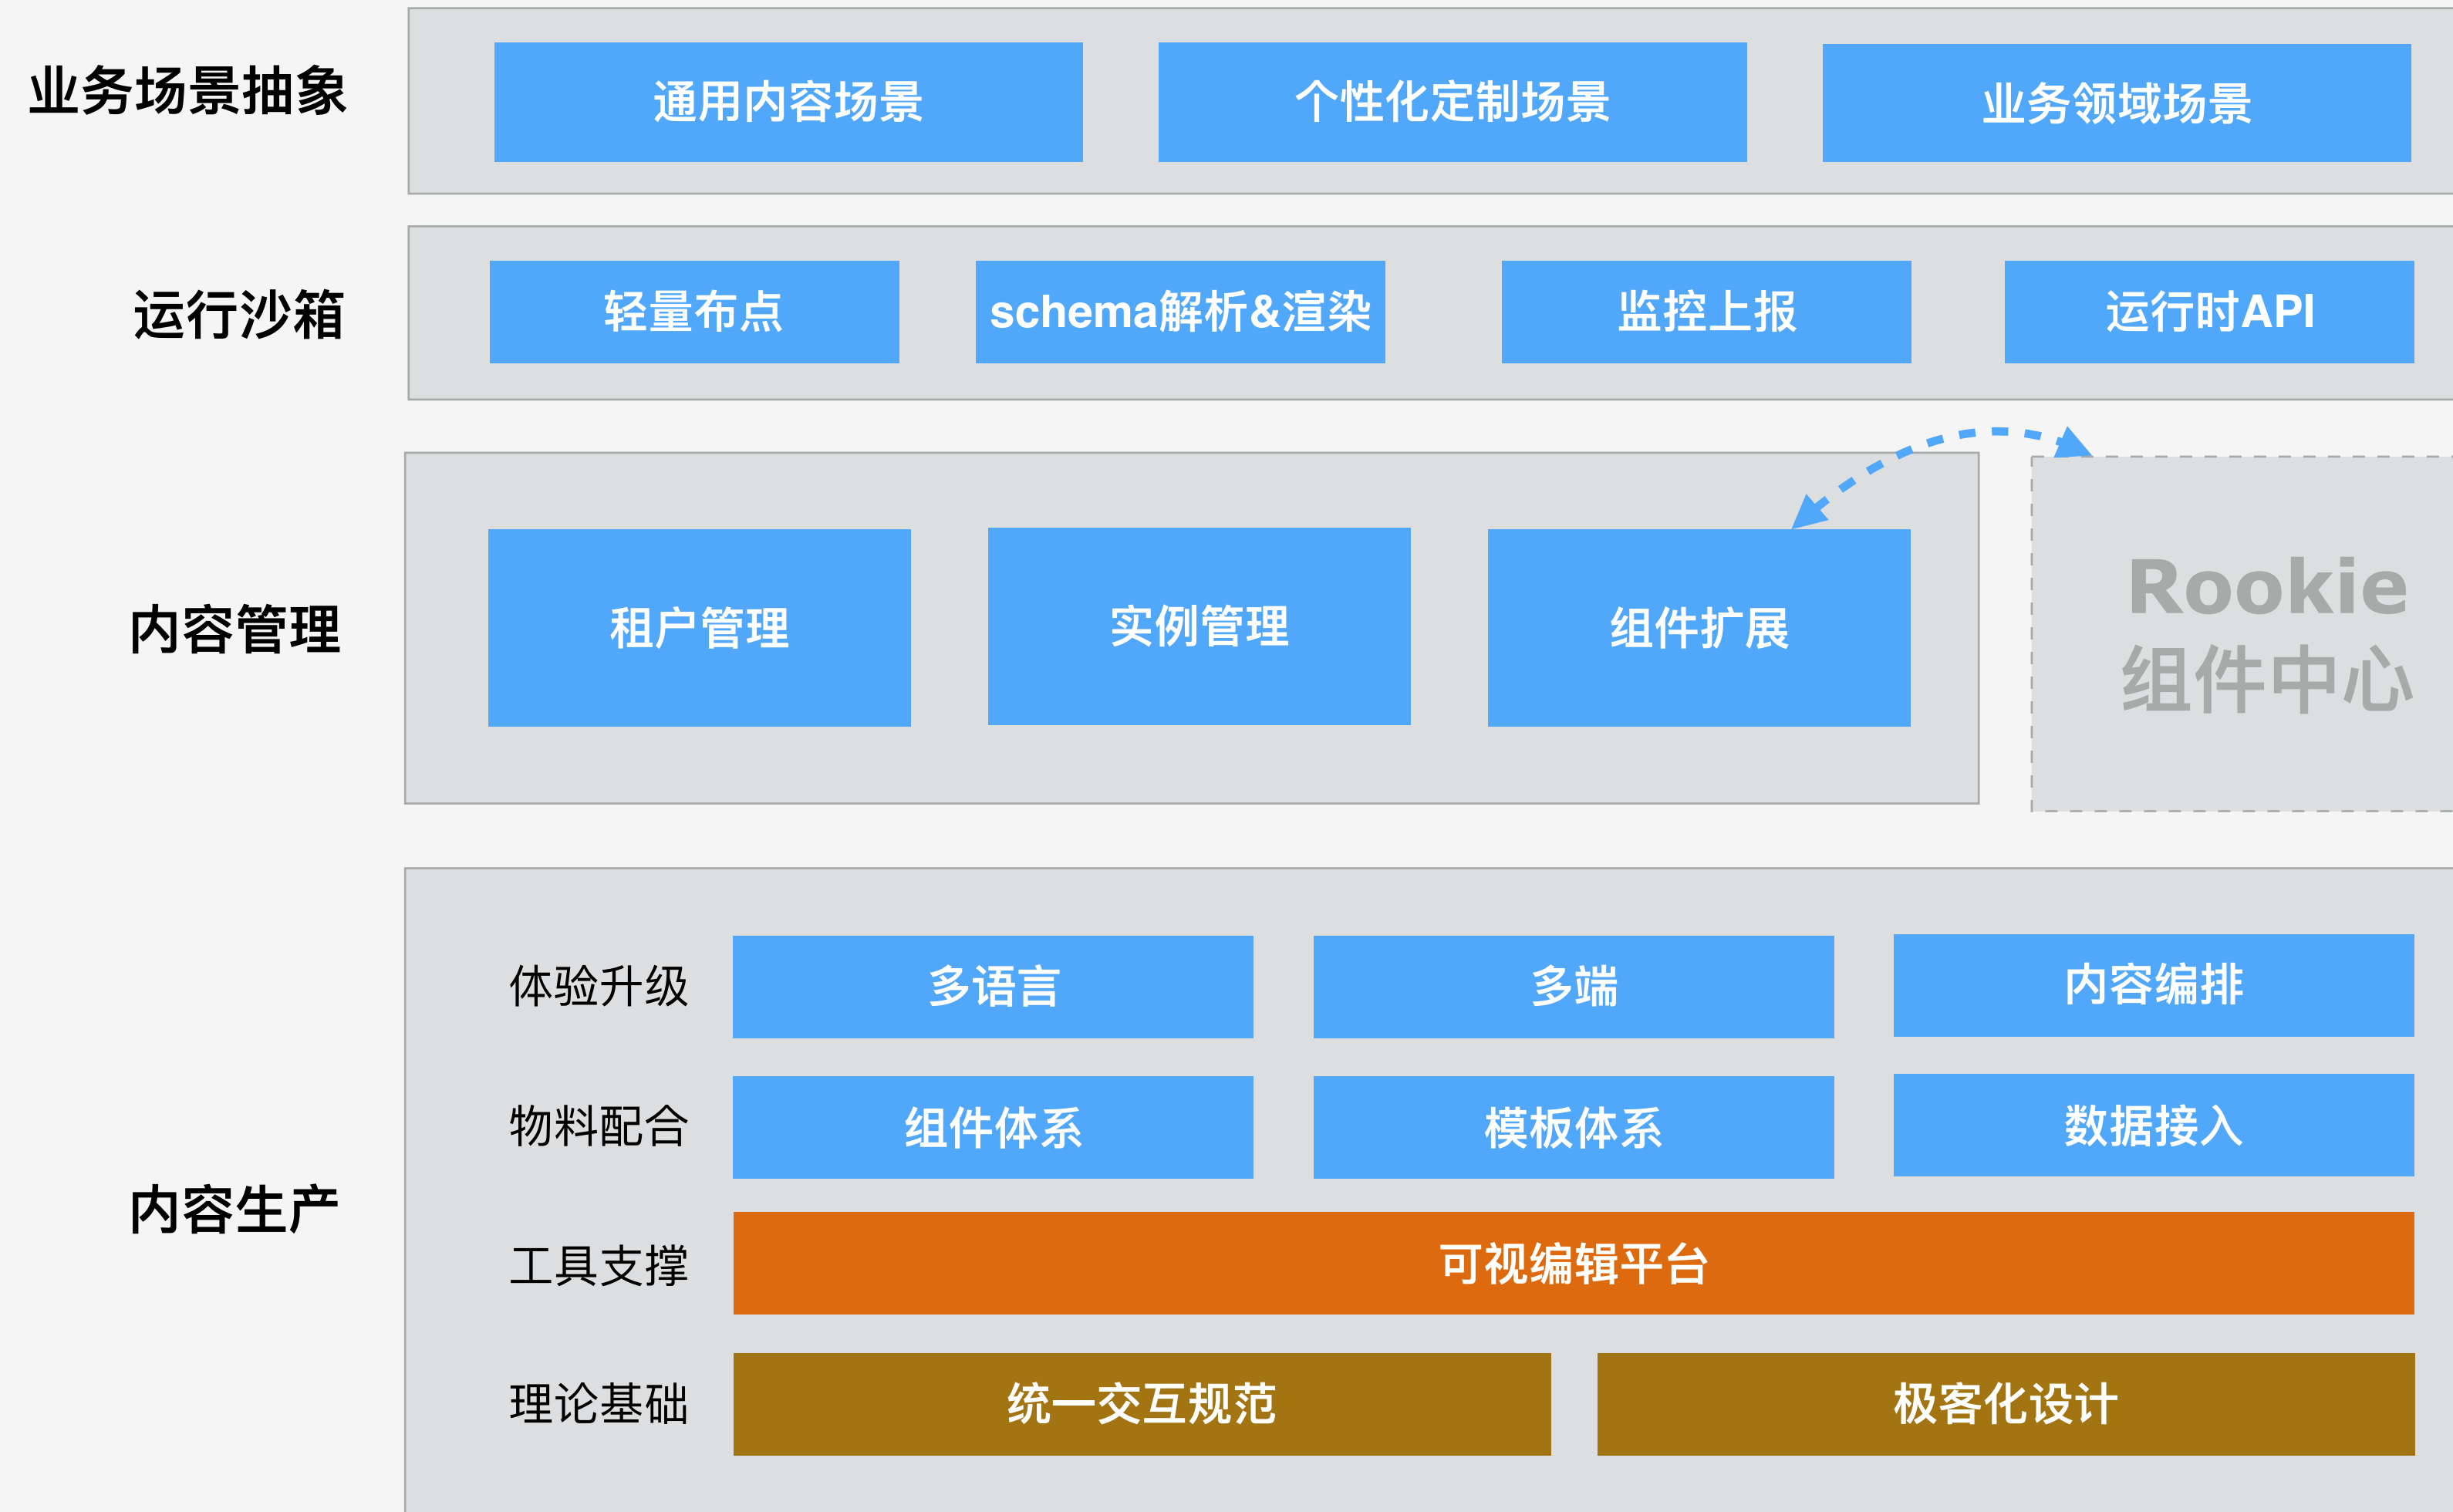 业务场景抽象
通用内容场景
个性化定制场景
业务领域场景
运行沙箱
轻量布点
schema解析&渲染
监控上报
运行时API
内容管理
租户管理
实例管理
组件扩展
Rookie
组件中心
内容生产
体验升级
多语言
多端
内容编排
物料配合
组件体系
模板体系
数据接入
工具支撑
可视编辑平台
理论基础
统一交互规范
极客化设计